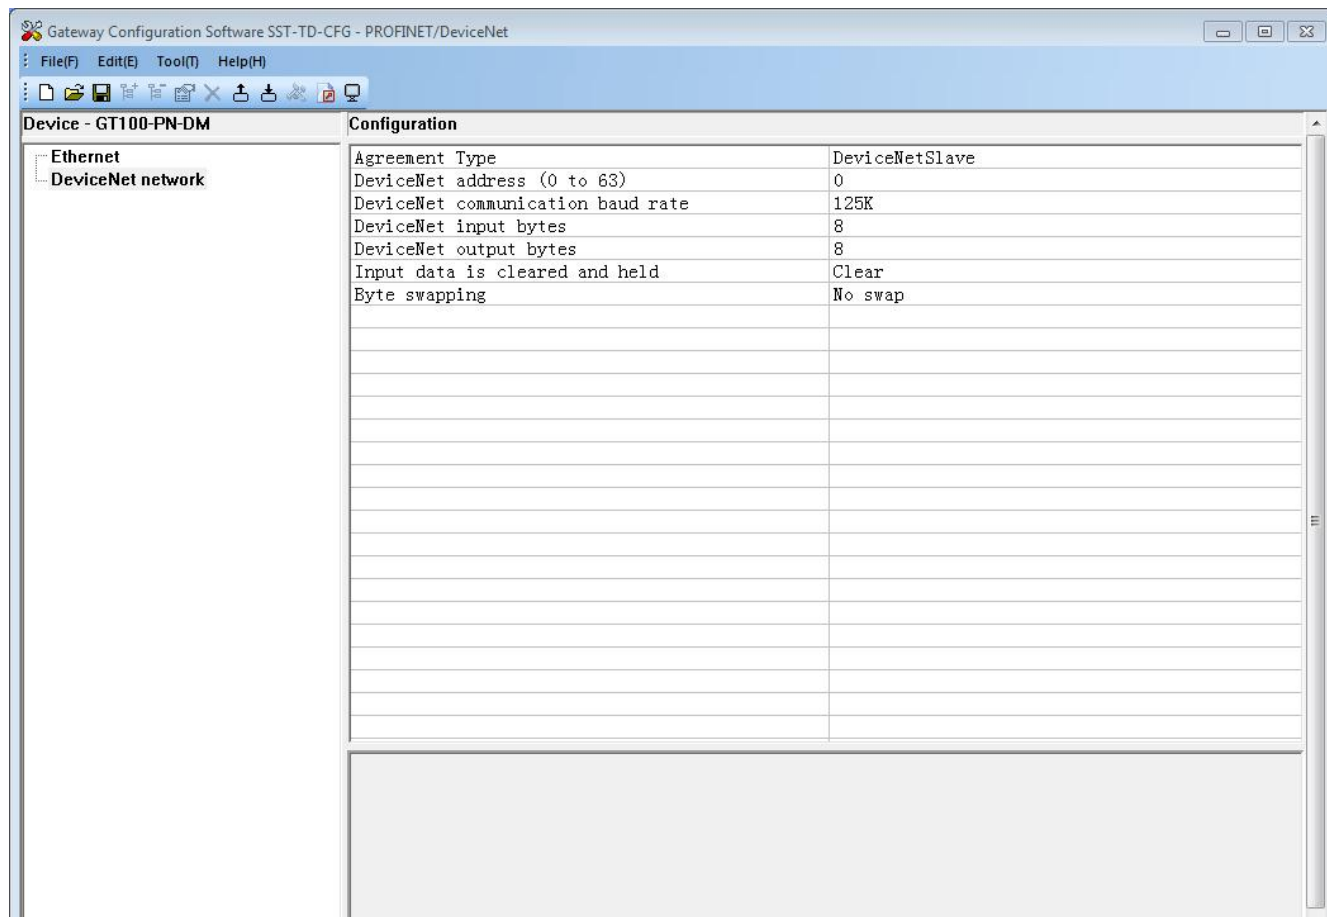 Gateway Configuration Software SST-TD-CFG - PROFINET/DeviceNet
File(F) Edit(E) Tool(T) Help(H)
Device - GT100-PN-DM
Configuration
Ethernet
DeviceNet network
Agreement Type DeviceNetSlave
DeviceNet address (0 to 63) 0
DeviceNet communication baud rate 125K
DeviceNet input bytes 8
DeviceNet output bytes 8
Input data is cleared and held Clear
Byte swapping No swap